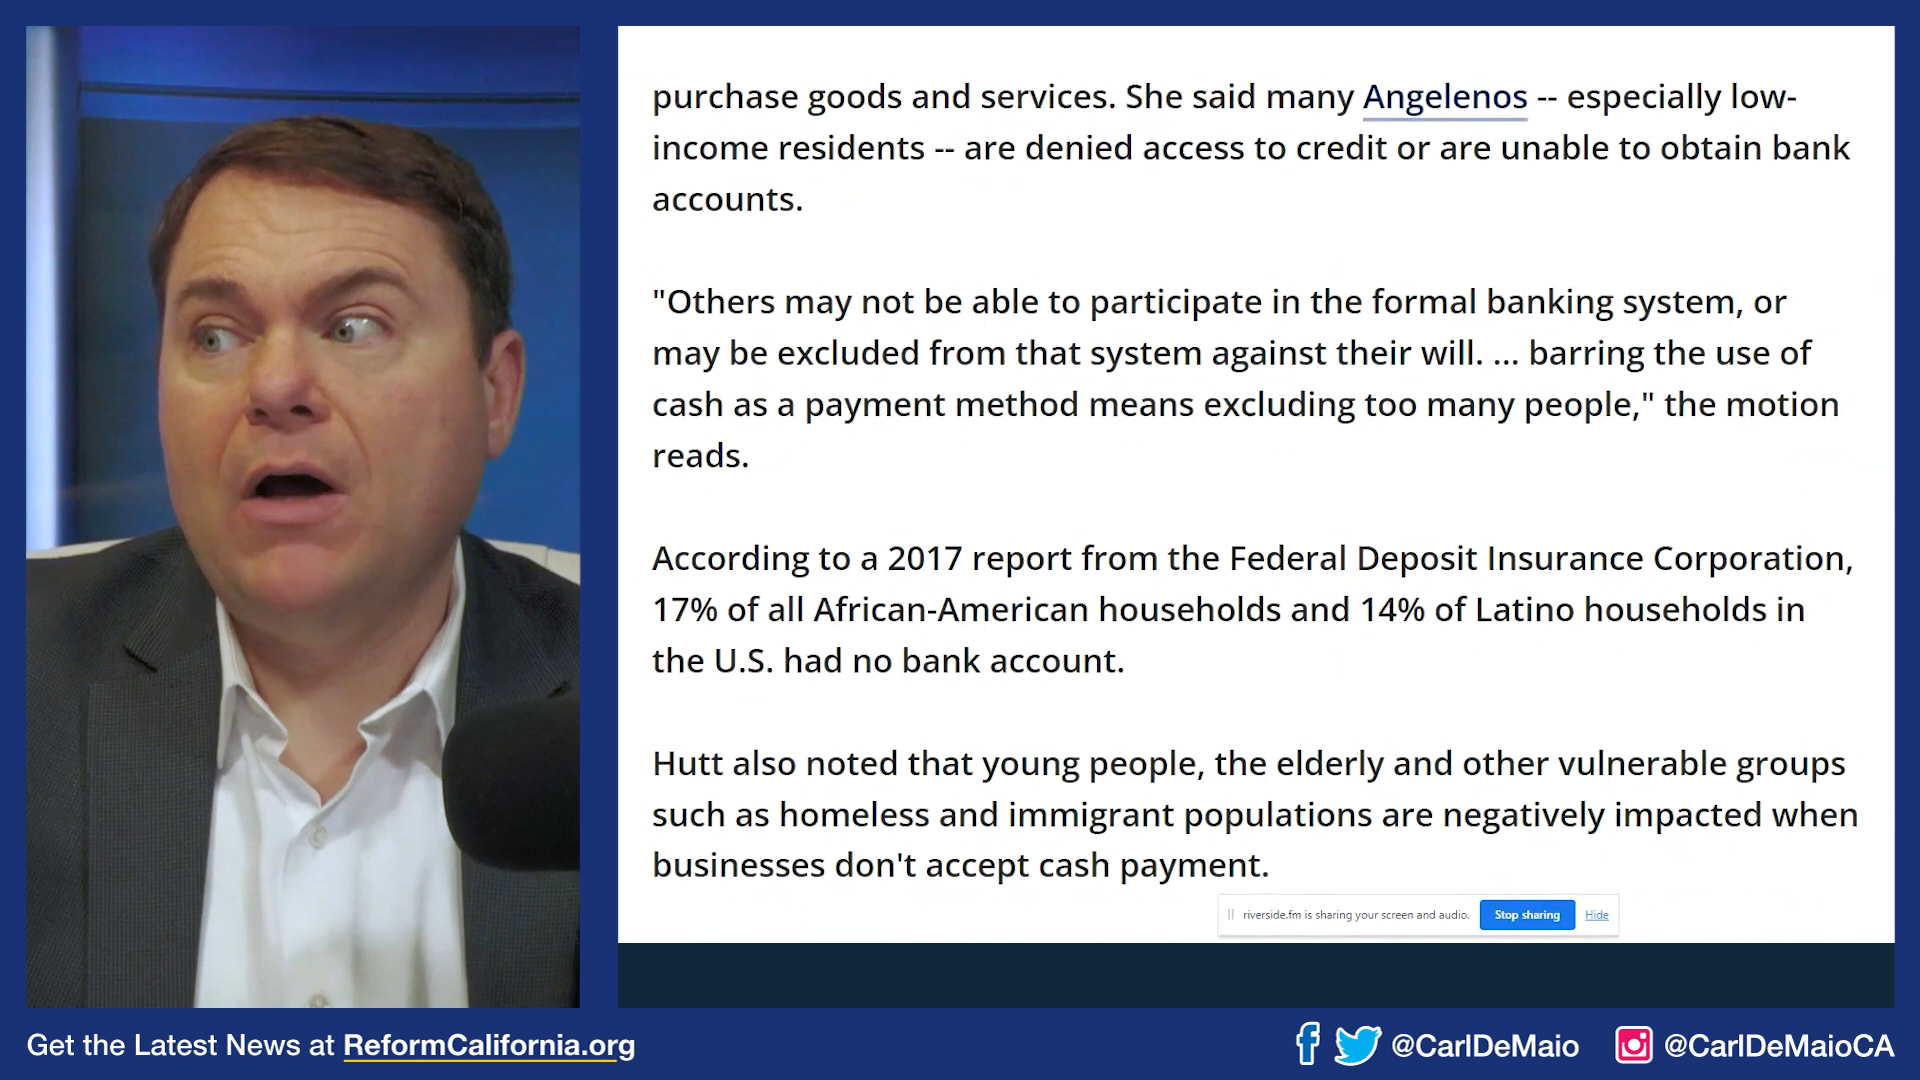 purchase goods and services. She said many Angelenos -- especially low-
income residents -- are denied access to credit or are unable to obtain bank
accounts.
"Others may not be able to participate in the formal banking system, or
may be excluded from that system against their will. ... barring the use of
cash as a payment method means excluding too many people," the motion
reads.
According to a 2017 report from the Federal Deposit Insurance Corporation,
17% of all African-American households and 14% of Latino households in
the U.S. had no bank account.
Hutt also noted that young people, the elderly and other vulnerable groups
such as homeless and immigrant populations are negatively impacted when
businesses don't accept cash payment.
riverside.fm is sharing your screen and audio. Stop sharing Hide
Get the Latest News at ReformCalifornia.org @CarlDeMaio @CarlDeMaioCA